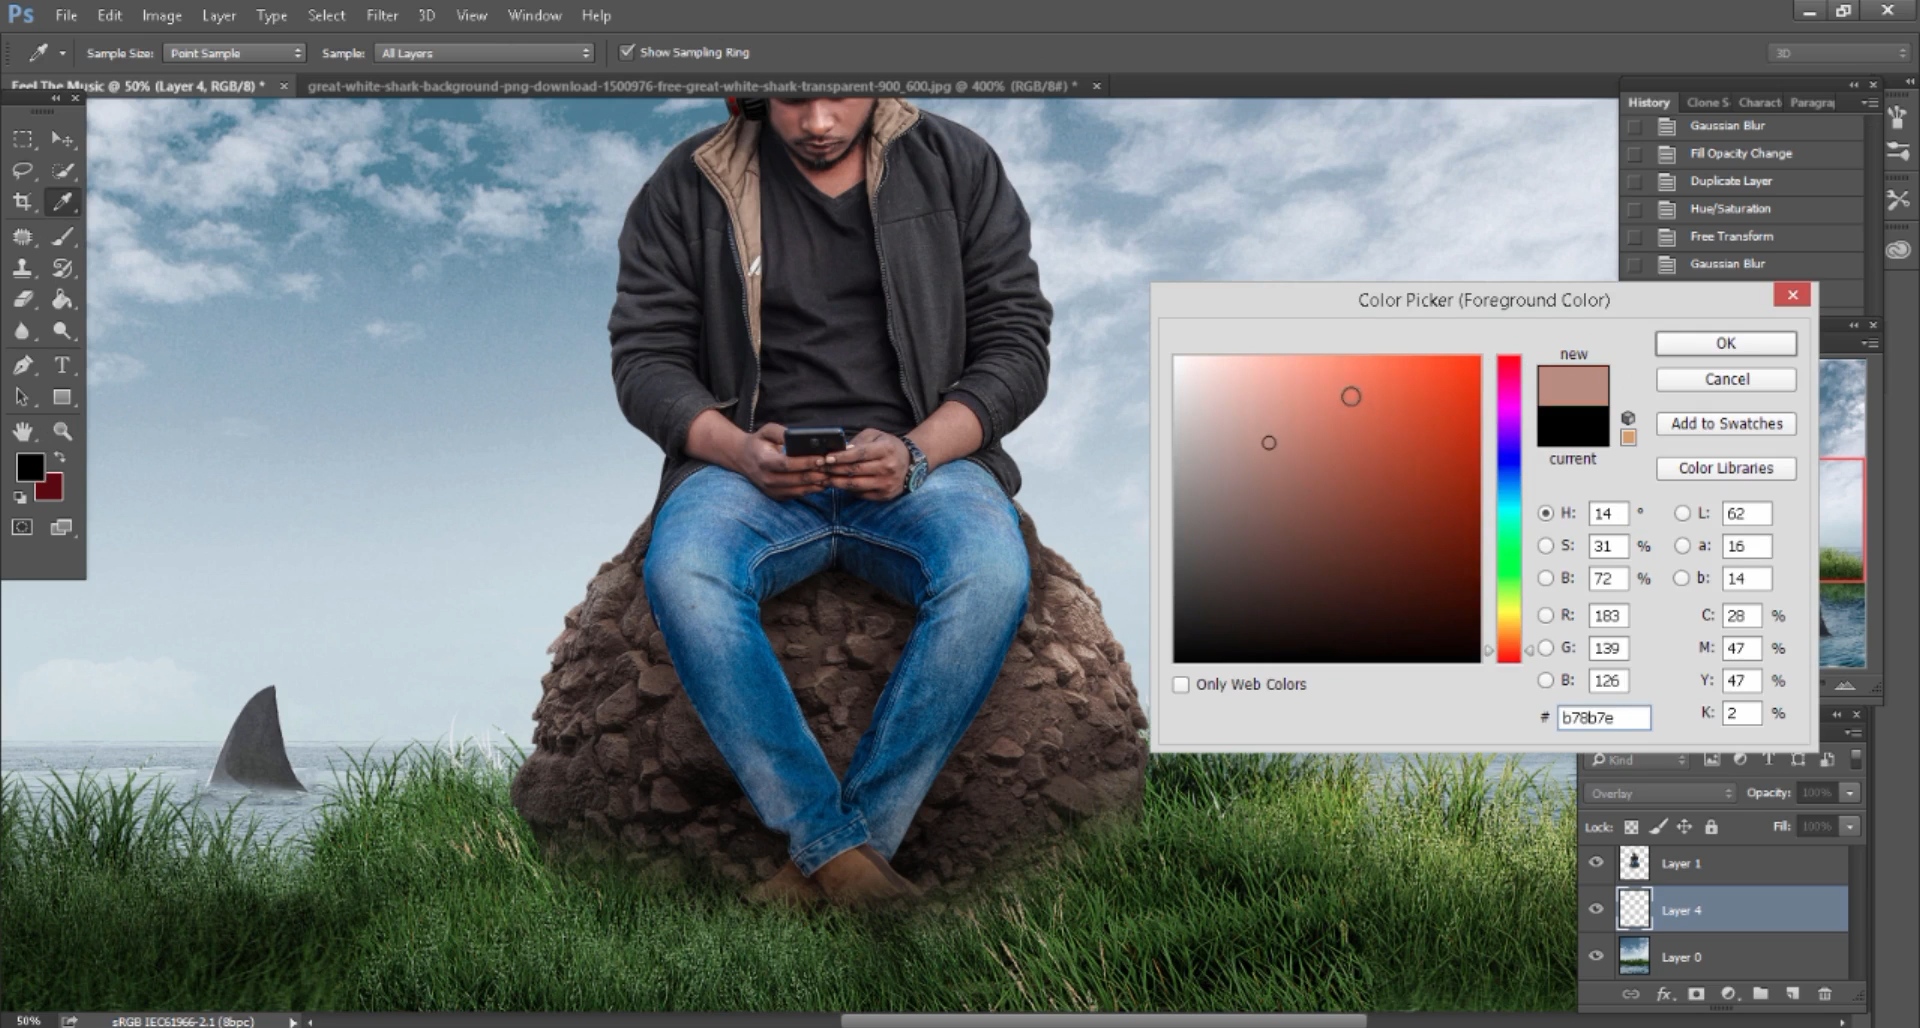 Ps File Edit Image Layer Type Select Filter 3D View Window Help
Sample Size: Point Sample Sample: All Layers Show Sampling Ring 3D
Feel The Music @ 50% (Layer 4, RGB/8) * × great-white-shark-background-png-download-1500976-free-great-white-shark-transparent-900_600.jpg @ 400% (RGB/8#) * ×
History Clone S Charact Paragra
Gaussian Blur
Fill Opacity Change
Duplicate Layer
Hue/Saturation
Free Transform
Gaussian Blur
Color Picker (Foreground Color)
new
current
OK
Cancel
Add to Swatches
Color Libraries
H: 14 ° L: 62
S: 31 % a: 16
B: 72 % b: 14
R: 183 C: 28 %
G: 139 M: 47 %
B: 126 Y: 47 %
# b78b7e K: 2 %
Only Web Colors
Kind
Overlay Opacity: 100%
Lock: Fill: 100%
Layer 1
Layer 4
Layer 0
50% sRGB IEC61966-2.1 (8bpc)